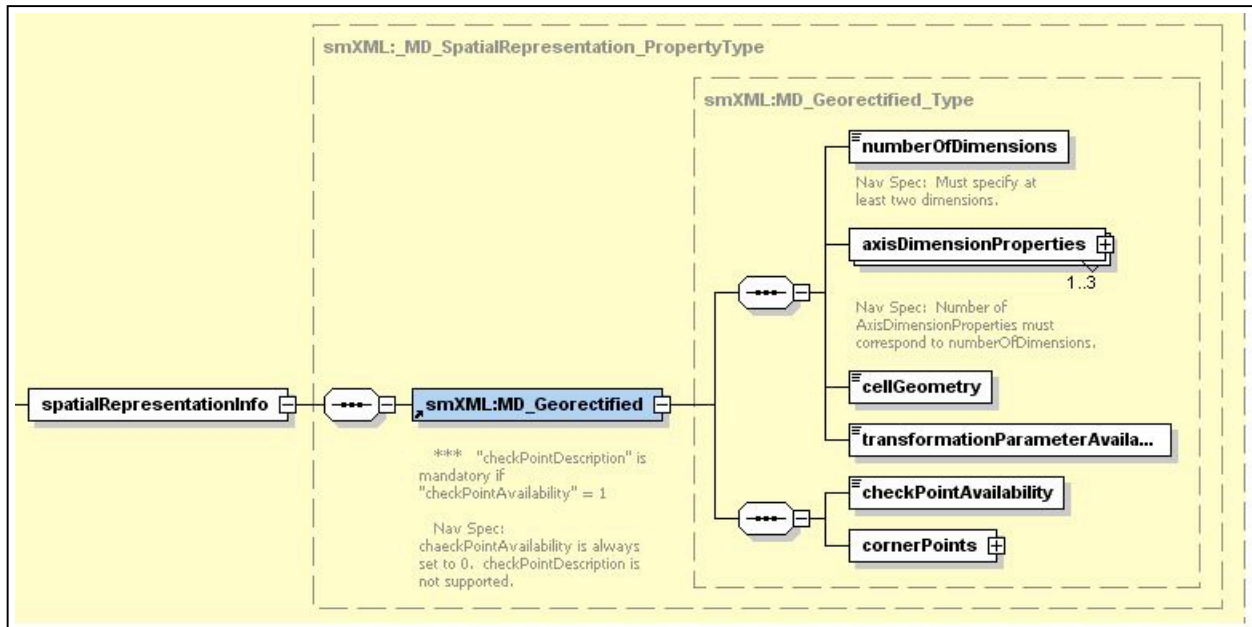 smXML:_MD_SpatialRepresentation_PropertyType
smXML:MD_Georectified_Type
numberOfDimensions
Nav Spec: Must specify at
least two dimensions.
axisDimensionProperties
1..3
Nav Spec: Number of
AxisDimensionProperties must
correspond to numberOfDimensions.
cellGeometry
transformationParameterAvaila...
spatialRepresentationInfo
smXML:MD_Georectified
*** "checkPointDescription" is
mandatory if
"checkPointAvailability" = 1
Nav Spec:
chaeckPointAvailability is always
set to 0. checkPointDescription is
not supported.
checkPointAvailability
cornerPoints